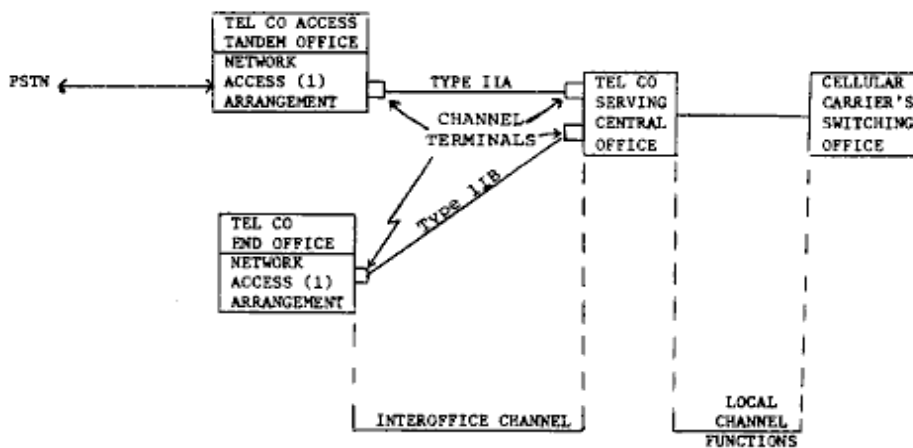 TEL CO ACCESS
TANDEM OFFICE
NETWORK
ACCESS (1)
ARRANGEMENT
PSTN
TYPE IIA
CHANNEL
TERMINALS
TEL CO
SERVING
CENTRAL
OFFICE
CELLULAR
CARRIER'S
SWITCHING
OFFICE
Type IIB
TEL CO
END OFFICE
NETWORK
ACCESS (1)
ARRANGEMENT
INTEROFFICE CHANNEL
LOCAL
CHANNEL
FUNCTIONS